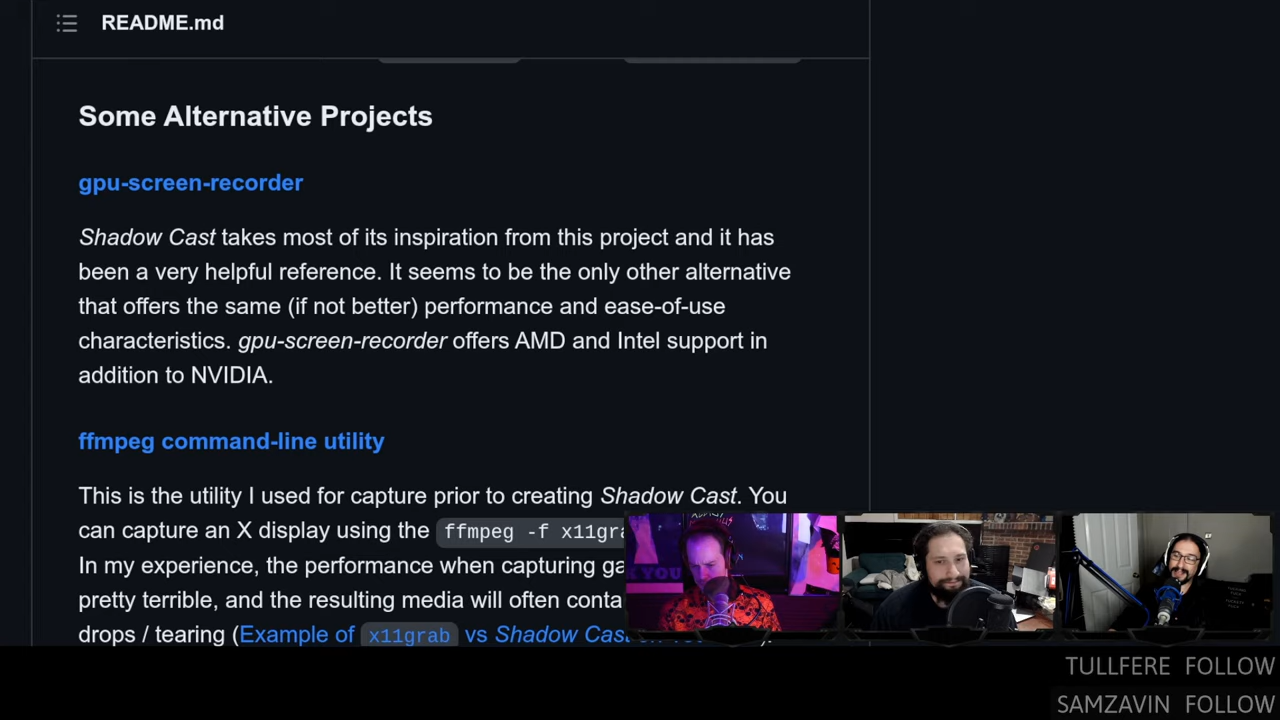 README.md
Some Alternative Projects
gpu-screen-recorder
Shadow Cast takes most of its inspiration from this project and it has
been a very helpful reference. It seems to be the only other alternative
that offers the same (if not better) performance and ease-of-use
characteristics. gpu-screen-recorder offers AMD and Intel support in
addition to NVIDIA.
ffmpeg command-line utility
This is the utility I used for capture prior to creating Shadow Cast. You
can capture an X display using the ffmpeg -f
In my experience, the performance when capturing
pretty terrible, and the resulting media will often
drops / tearing (Example of x11grab vs Shadow Cast
YOU
TULLFERE FOLLOW
SAMZAVIN FOLLOW